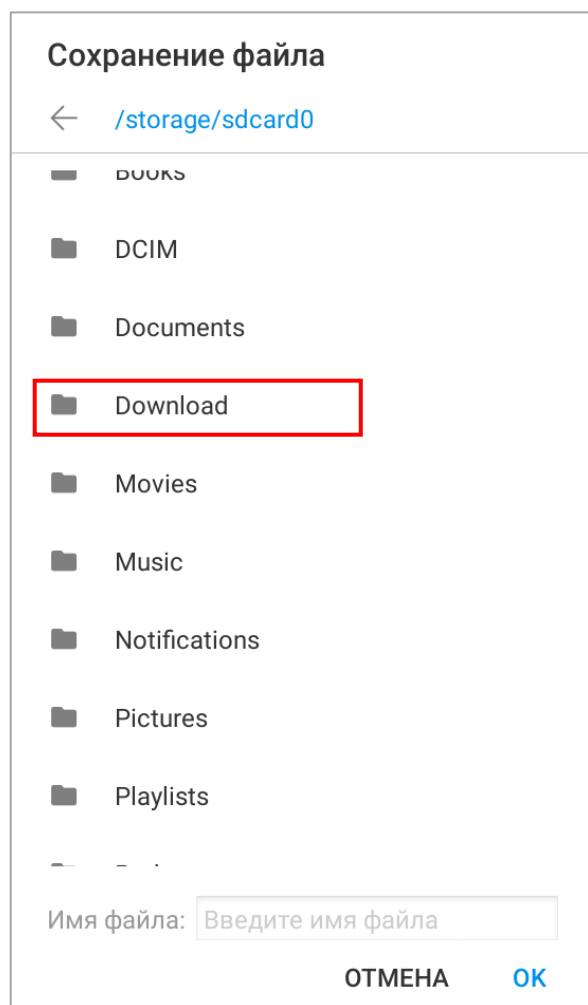 Сохранение файла
/storage/sdcard0
Books
DCIM
Documents
Download
Movies
Music
Notifications
Pictures
Playlists
Имя файла: Введите имя файла
ОТМЕНА OK